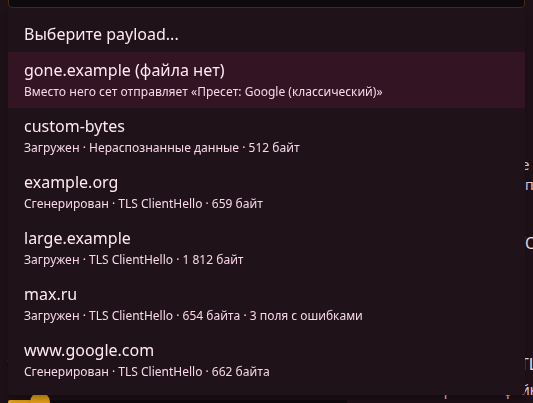 Выберите payload...
gone.example (файла нет)
Вместо него сет отправляет «Пресет: Google (классический)»
custom-bytes
Загружен · Нераспознанные данные · 512 байт
example.org
Сгенерирован · TLS ClientHello · 659 байт
large.example
Загружен · TLS ClientHello · 1 812 байт
max.ru
Загружен · TLS ClientHello · 654 байта · 3 поля с ошибками
www.google.com
Сгенерирован · TLS ClientHello · 662 байта